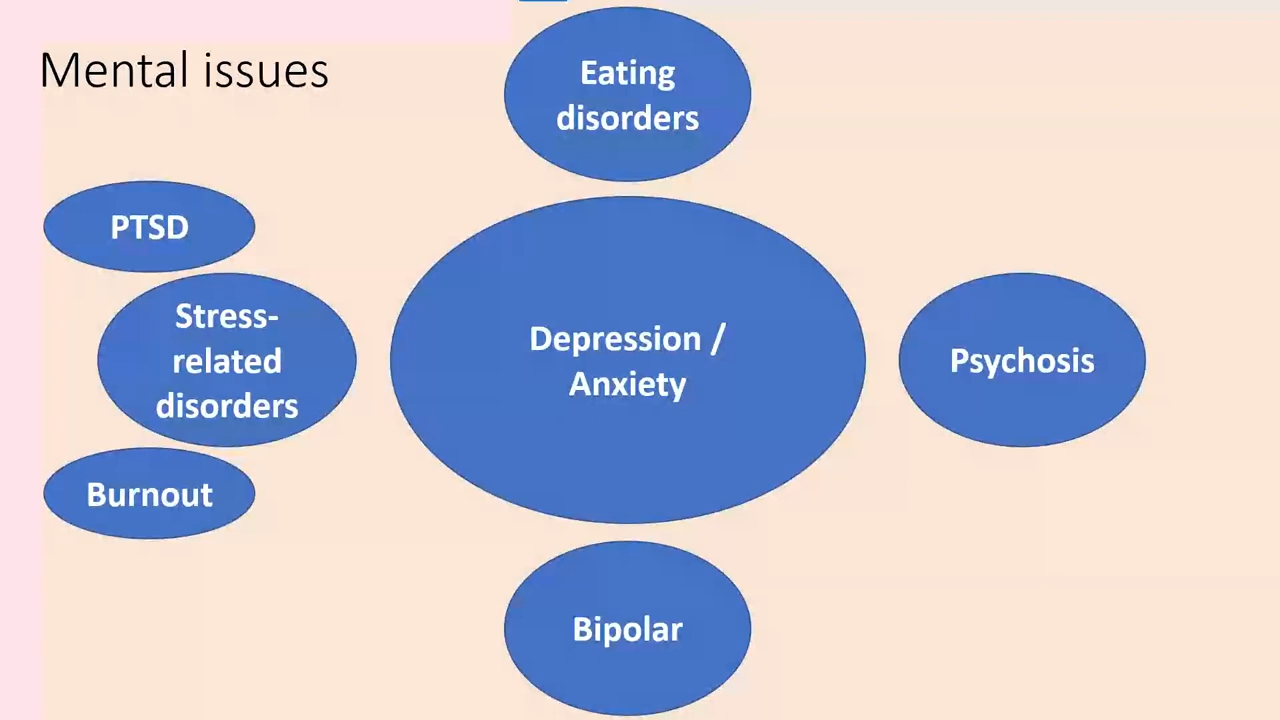 Mental issues
Eating
disorders
PTSD
Stress-
related
disorders
Depression /
Anxiety
Psychosis
Burnout
Bipolar